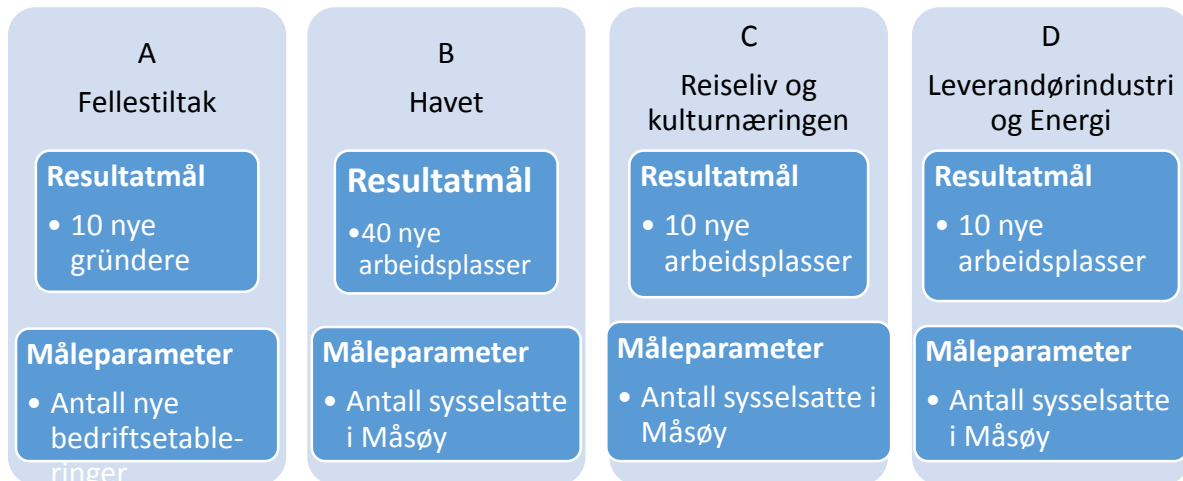 A
Fellestiltak
Resultatmål
• 10 nye
gründere
Måleparameter
• Antall nye
bedriftsetable-
ringer
B
Havet
Resultatmål
•40 nye
arbeidsplasser
Måleparameter
• Antall sysselsatte
i Måsøy
C
Reiseliv og
kulturnæringen
Resultatmål
• 10 nye
arbeidsplasser
Måleparameter
• Antall sysselsatte i
Måsøy
D
Leverandørindustri
og Energi
Resultatmål
• 10 nye
arbeidsplasser
Måleparameter
• Antall sysselsatte
i Måsøy